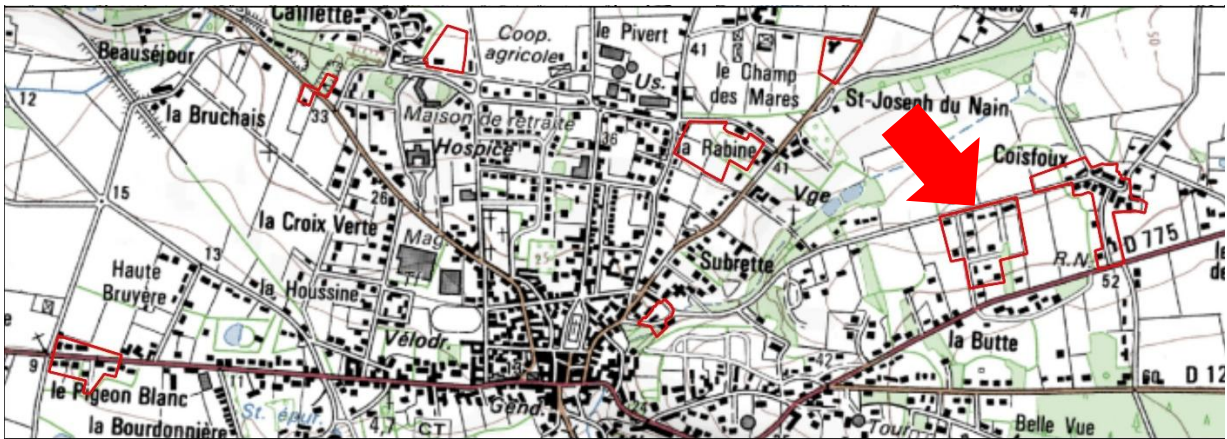 Caillette
Coop.
agricole
le Pivert
41
41
Beauséjour
Us.
le Champ
des Mares
50
12
la Bruchais
33
Maison de retraite
St-Joseph du Nain
Hospice
36
la Rabine
41
Coisfoux
15
26
Vge
la Croix Verte
Mag.
25
Subrette
R.N.
D 775
13
52
Haute
Bruyère
la Houssine
Vélodr.
la Butte
42
9
11
60
D 12
le Pigeon Blanc
St. épur.
Gend.
la Bourdonnière
47
CT
Tour
Belle Vue